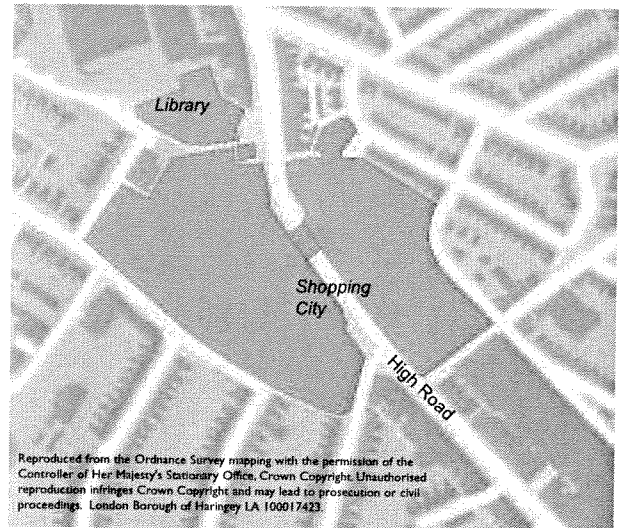 Library
Shopping
City
High Road
Reproduced from the Ordnance Survey mapping with the permission of the
Controller of Her Majesty's Stationary Office, Crown Copyright. Unauthorised
reproduction infringes Crown Copyright and may lead to prosecution or civil
proceedings. London Borough of Haringey LA 100017423